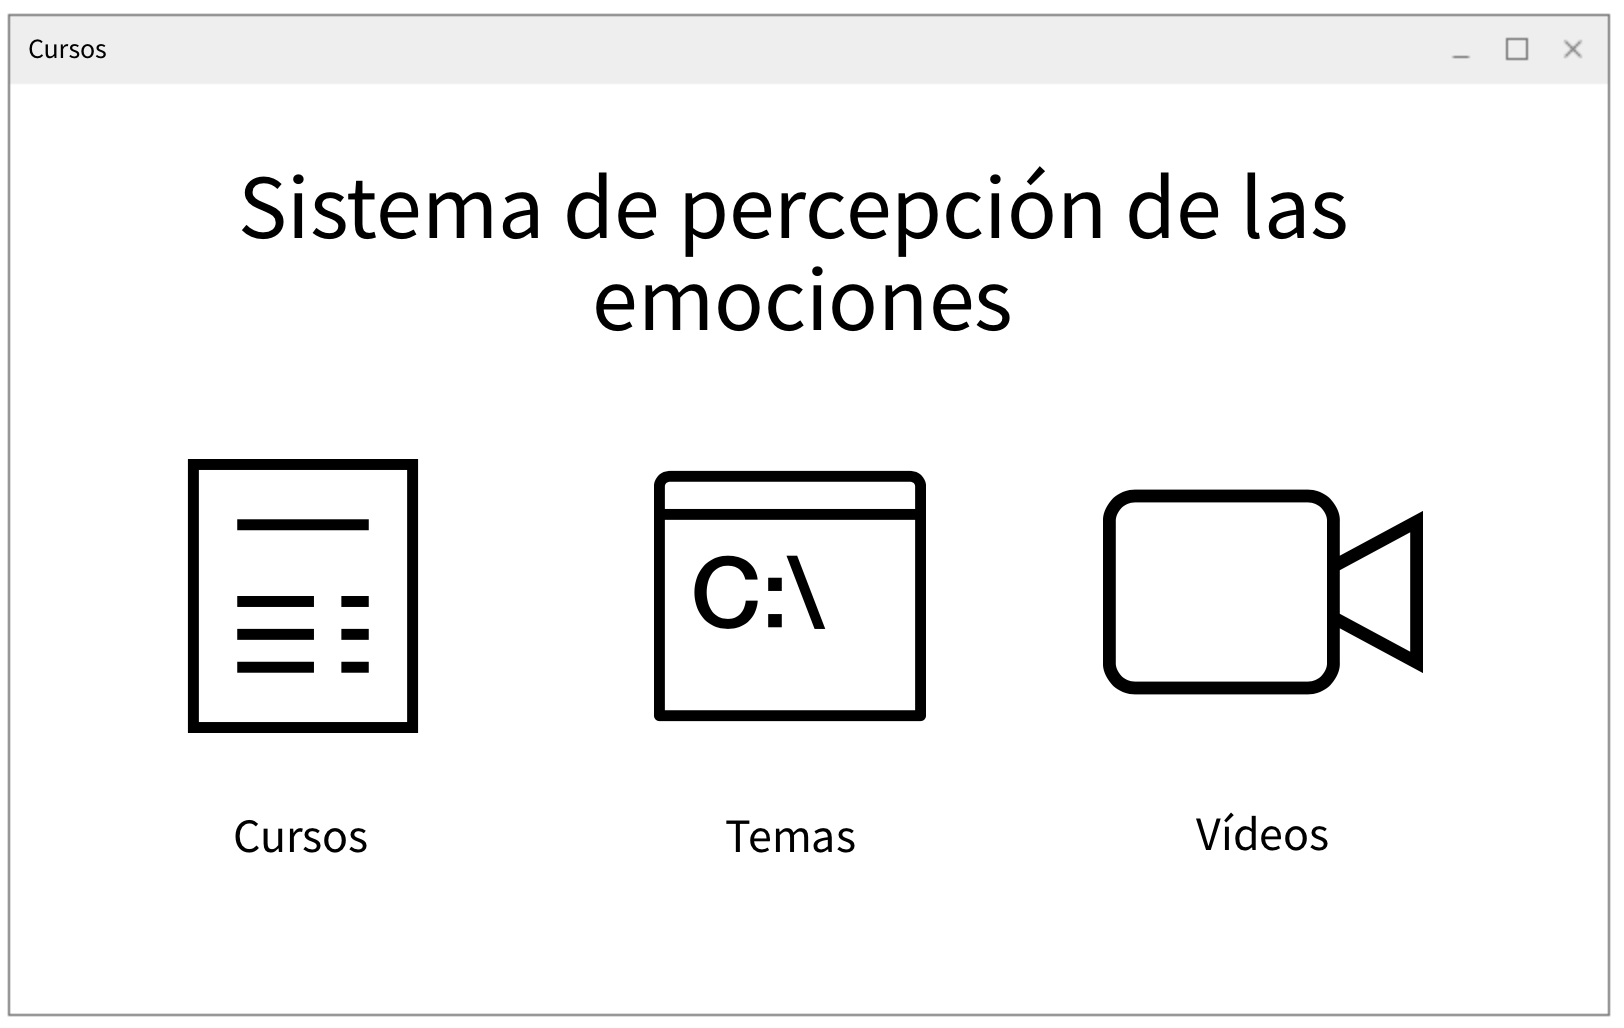 Cursos
Sistema de percepción de las
emociones
C:\
Cursos
Temas
Vídeos